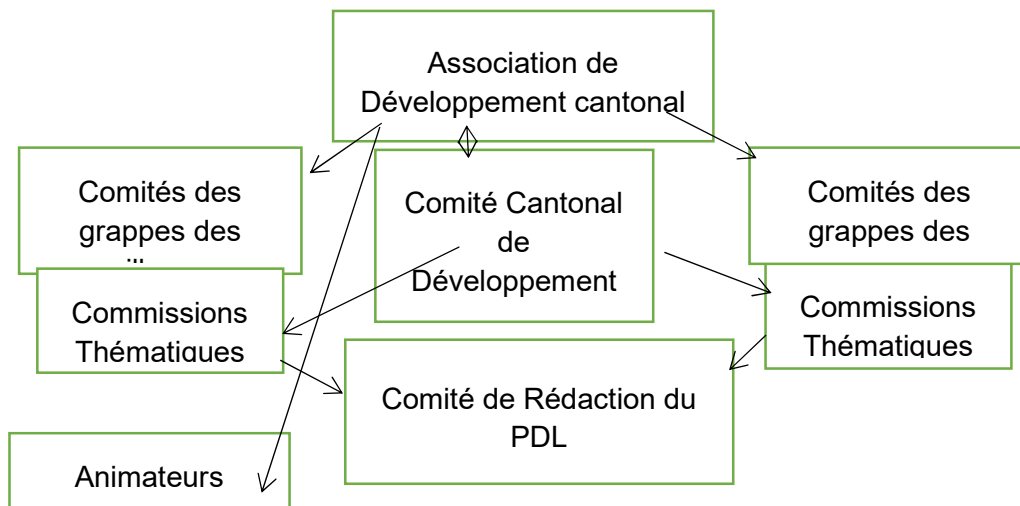 Association de
Développement cantonal
Comités des
grappes des
Comité Cantonal
de
Développement
Comités des
grappes des
Commissions
Thématiques
Commissions
Thématiques
Comité de Rédaction du
PDL
Animateurs